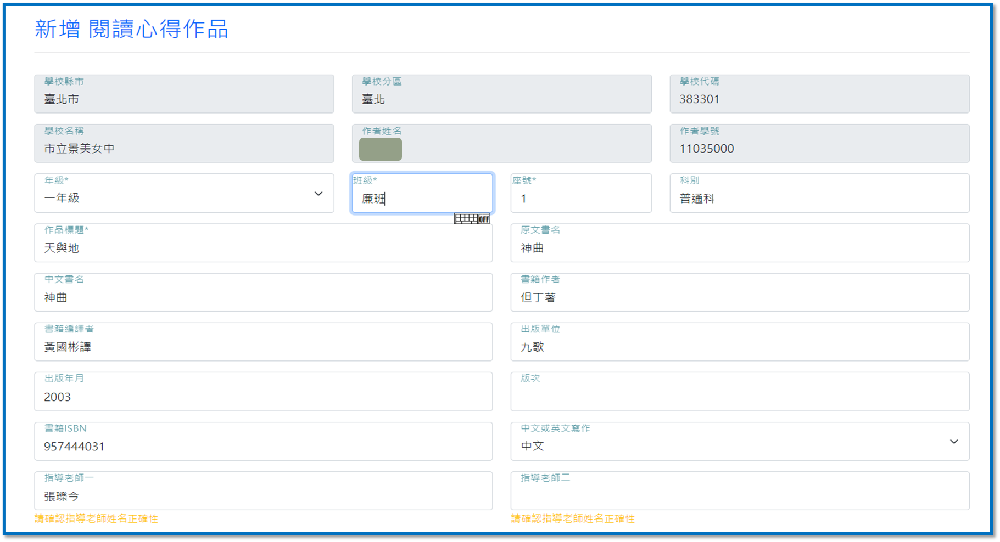 新增 閱讀心得作品
學校縣市 學校分區 學校代碼
臺北市 臺北 383301
學校名稱 作者姓名 作者學號
市立景美女中 11035000
年級* 班級* 座號* 科別
一年級 廉班 1 普通科
OFF
作品標題* 原文書名
天與地 神曲
中文書名 書籍作者
神曲 但丁著
書籍編譯者 出版單位
黃國彬譯 九歌
出版年月 版次
2003
書籍ISBN 中文或英文寫作
957444031 中文
指導老師一 指導老師二
張瓅今
請確認指導老師姓名正確性 請確認指導老師姓名正確性